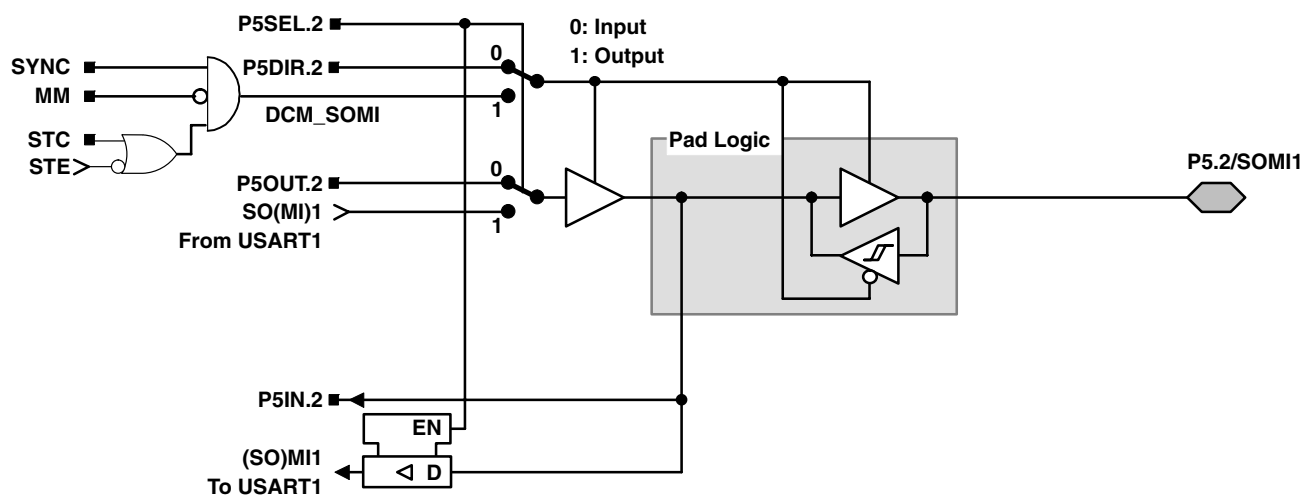 P5SEL.2
0: Input
1: Output
SYNC
P5DIR.2
0
MM
1
DCM_SOMI
STC
STE
Pad Logic
P5.2/SOMI1
P5OUT.2
0
SO(MI)1
1
From USART1
P5IN.2
EN
(SO)MI1
D
To USART1